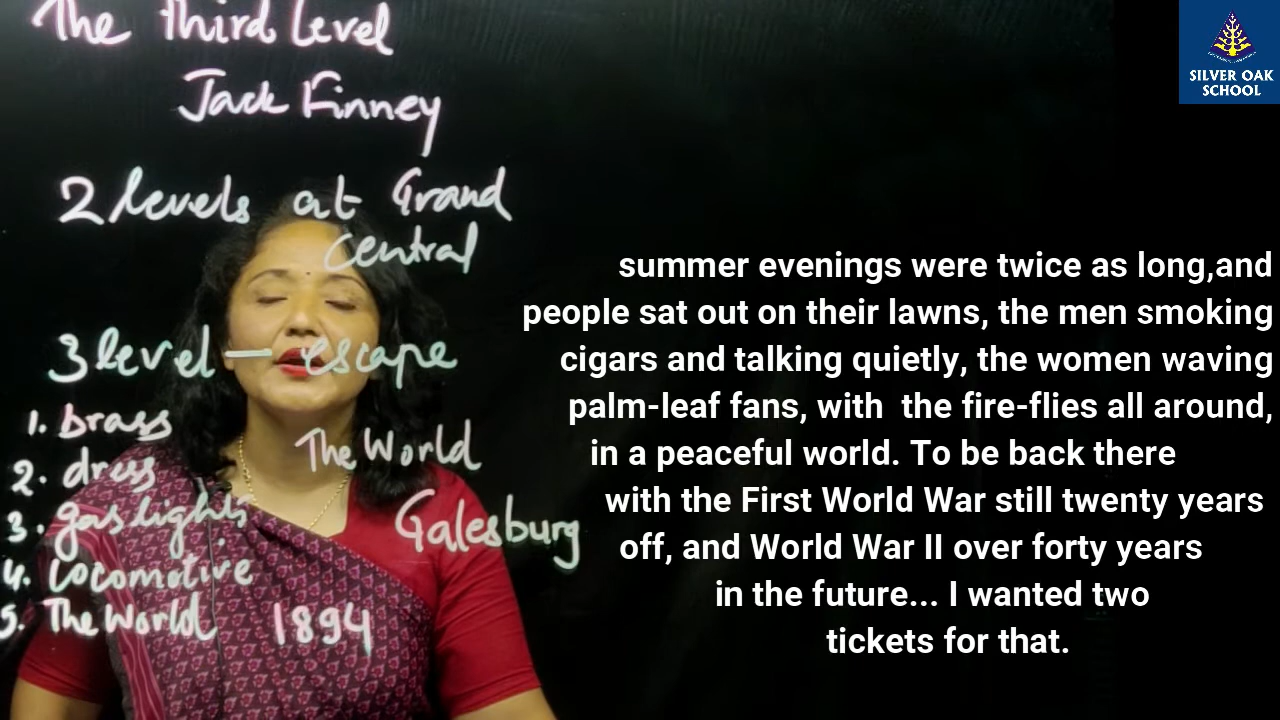 The Third Level
Jack Finney
2 levels at Grand
Central
3 level - escape
1. brass
2. dress
3. gas lights
4. Locomotive
5. The World 1894
The World
Galesburg
SILVER OAK
SCHOOL
summer evenings were twice as long,and
people sat out on their lawns, the men smoking
cigars and talking quietly, the women waving
palm-leaf fans, with the fire-flies all around,
in a peaceful world. To be back there
with the First World War still twenty years
off, and World War II over forty years
in the future... I wanted two
tickets for that.